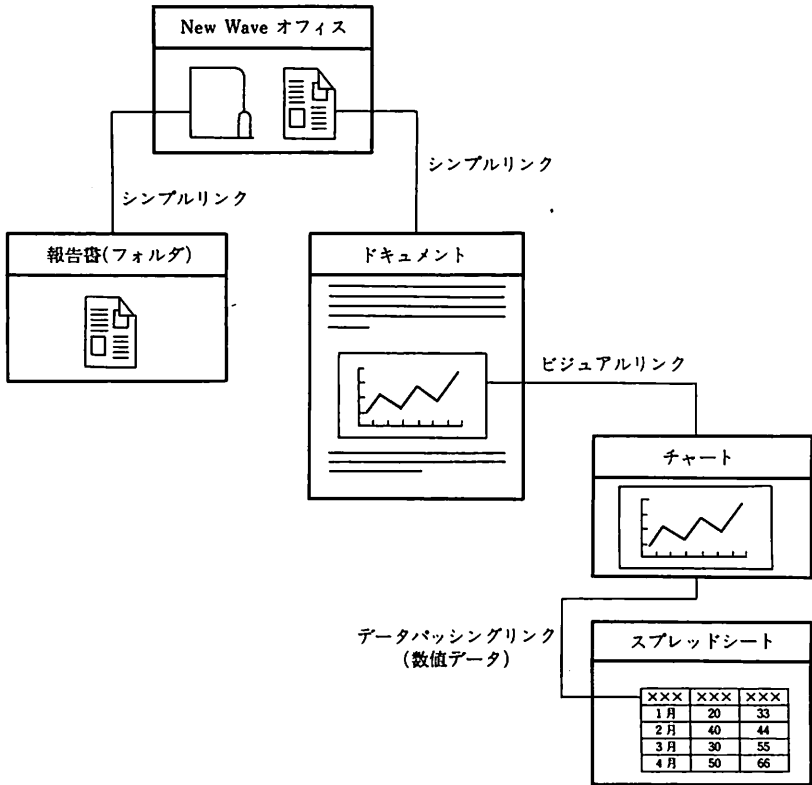 New Wave オフィス
シンプルリンク
シンプルリンク
報告書(フォルダ)
ドキュメント
ビジュアルリンク
チャート
データパッシングリンク
(数値データ)
スプレッドシート
××× ××× ×××
1月 20 33
2月 40 44
3月 30 55
4月 50 66